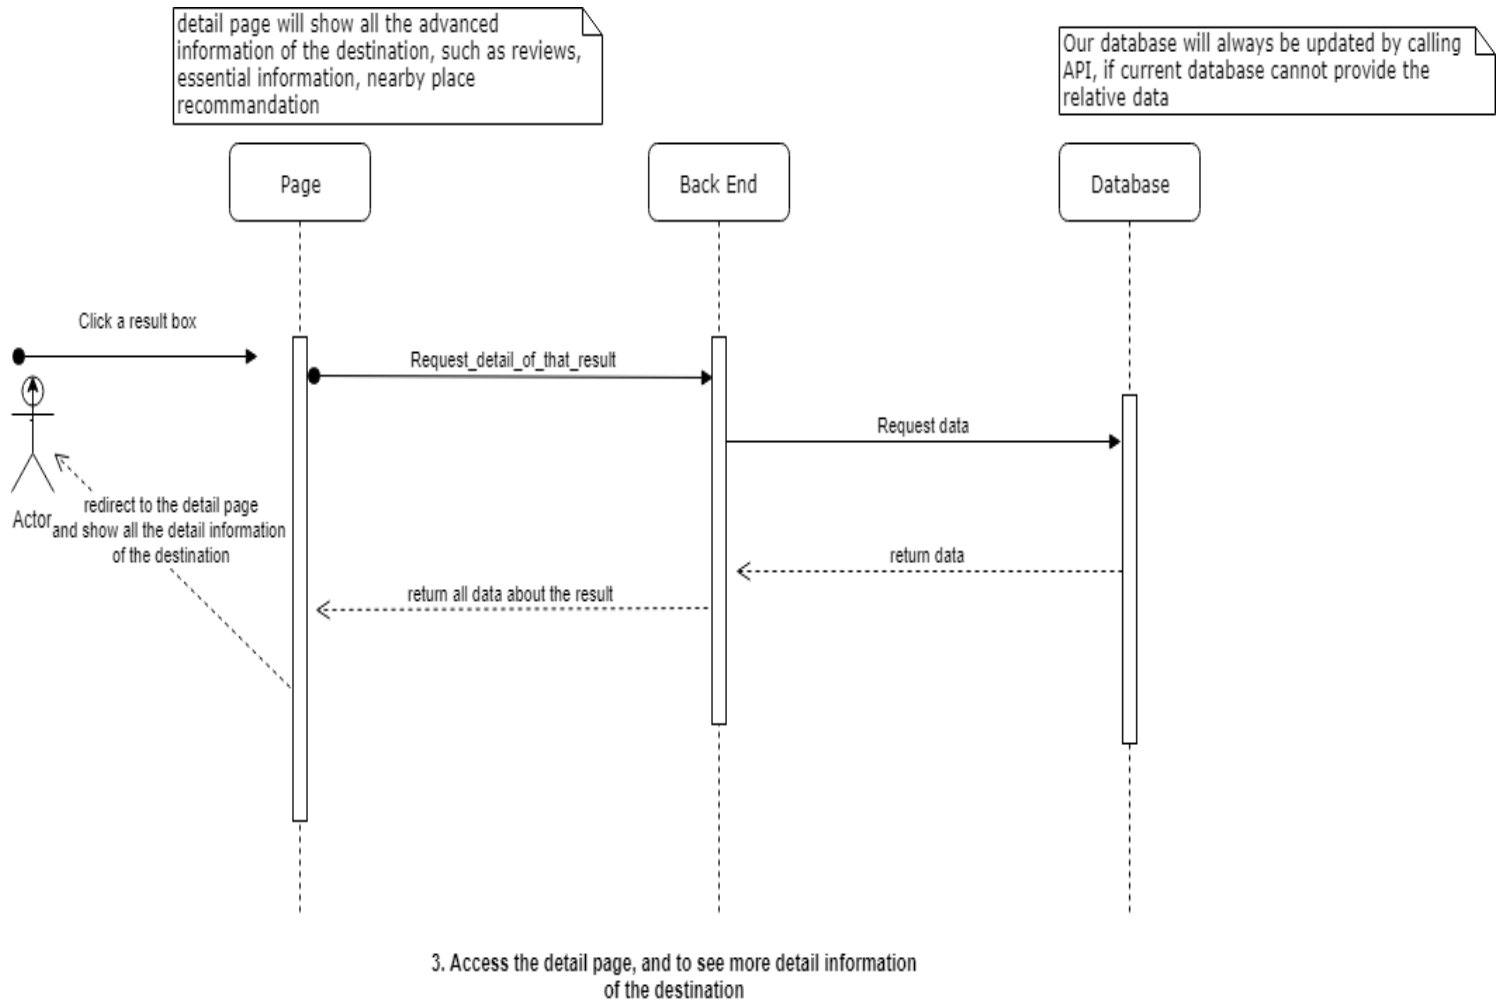 detail page will show all the advanced
information of the destination, such as reviews,
essential information, nearby place
recommandation
Our database will always be updated by calling
API, if current database cannot provide the
relative data
Page
Back End
Database
Click a result box
Request_detail_of_that_result
Request data
redirect to the detail page
Actor
and show all the detail information
of the destination
return data
return all data about the result
3. Access the detail page, and to see more detail information
of the destination